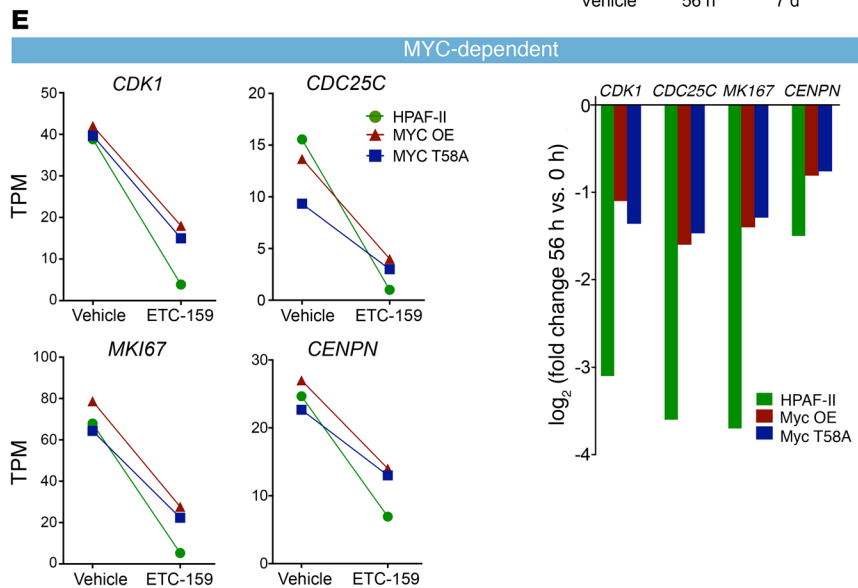 Vehicle 56 h 7 d
E
MYC-dependent
CDK1
TPM
50
40
30
20
10
0
Vehicle ETC-159
CDC25C
20
15
10
5
0
HPAF-II
MYC OE
MYC T58A
Vehicle ETC-159
MKI67
TPM
100
80
60
40
20
0
Vehicle ETC-159
CENPN
30
20
10
0
Vehicle ETC-159
CDK1 CDC25C MK167 CENPN
log2 (fold change 56 h vs. 0 h)
0
-1
-2
-3
-4
HPAF-II
Myc OE
Myc T58A